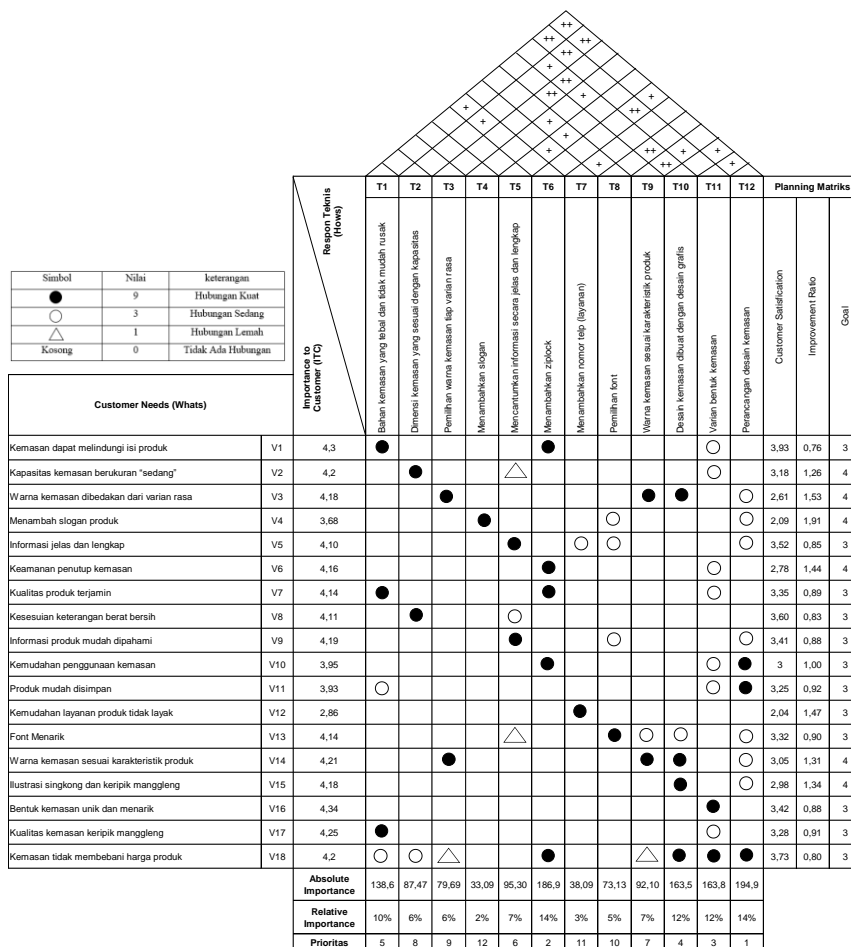 ++
++ ++
++
+
++
++ + +
+ ++
+ +
+
+ ++ + +
+ ++ +
T1 T2 T3 T4 T5 T6 T7 T8 T9 T10 T11 T12 Planning Matriks
Respon Teknis
(Hows)
Importance to
Customer (ITC)
Bahan kemasan yang tebal dan tidak mudah rusak
Dimensi kemasan yang sesuai dengan kapasitas
Pemilihan warna kemasan tiap varian rasa
Menambahkan slogan
Mencantumkan informasi secara jelas dan lengkap
Menambahkan ziplock
Menambahkan nomor telp (layanan)
Pemilihan font
Warna kemasan sesuai karakteristik produk
Desain kemasan dibuat dengan desain grafis
Varian bentuk kemasan
Perancangan desain kemasan
Customer Satisfication
Improvement Ratio
Goal
Simbol Nilai keterangan
● 9 Hubungan Kuat
○ 3 Hubungan Sedang
△ 1 Hubungan Lemah
Kosong 0 Tidak Ada Hubungan
Customer Needs (Whats)
Kemasan dapat melindungi isi produk V1 4,3 ● ● ○ 3,93 0,76 3
Kapasitas kemasan berukuran "sedang" V2 4,2 ● △ ○ 3,18 1,26 4
Warna kemasan dibedakan dari varian rasa V3 4,18 ● ● ● ○ 2,61 1,53 4
Menambah slogan produk V4 3,68 ● ○ ○ 2,09 1,91 4
Informasi jelas dan lengkap V5 4,10 ● ○ ○ ○ 3,52 0,85 3
Keamanan penutup kemasan V6 4,16 ● ○ 2,78 1,44 4
Kualitas produk terjamin V7 4,14 ● ● ○ 3,35 0,89 3
Kesesuian keterangan berat bersih V8 4,11 ● ○ 3,60 0,83 3
Informasi produk mudah dipahami V9 4,19 ● ○ ○ 3,41 0,88 3
Kemudahan penggunaan kemasan V10 3,95 ● ○ ● 3 1,00 3
Produk mudah disimpan V11 3,93 ○ ○ ● 3,25 0,92 3
Kemudahan layanan produk tidak layak V12 2,86 ● 2,04 1,47 3
Font Menarik V13 4,14 △ ● ○ ○ ○ 3,32 0,90 3
Warna kemasan sesuai karakteristik produk V14 4,21 ● ● ● ○ 3,05 1,31 4
Ilustrasi singkong dan keripik manggleng V15 4,18 ● ○ 2,98 1,34 4
Bentuk kemasan unik dan menarik V16 4,34 ● 3,42 0,88 3
Kualitas kemasan keripik manggleng V17 4,25 ● ○ 3,28 0,91 3
Kemasan tidak membebani harga produk V18 4,2 ○ ○ △ ● △ ● ● ● 3,73 0,80 3
Absolute
Importance 138,6 87,47 79,69 33,09 95,30 186,9 38,09 73,13 92,10 163,5 163,8 194,9
Relative
Importance 10% 6% 6% 2% 7% 14% 3% 5% 7% 12% 12% 14%
Prioritas 5 8 9 12 6 2 11 10 7 4 3 1